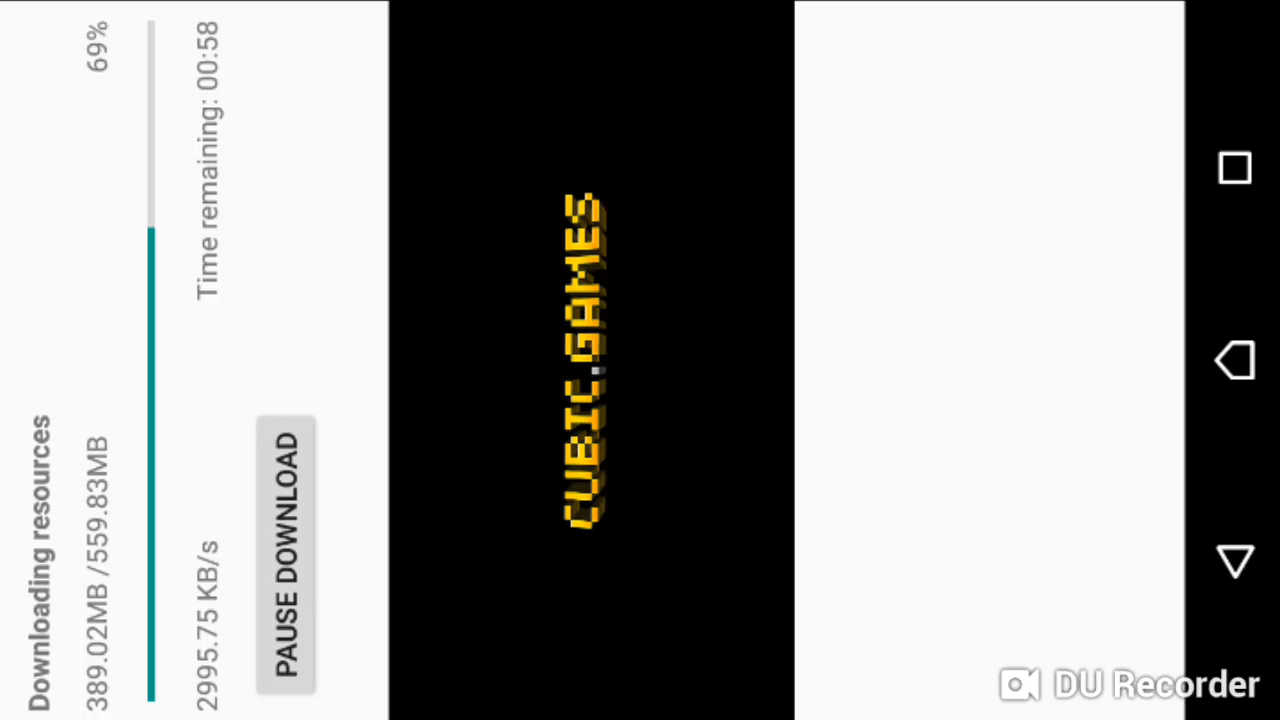 Downloading resources
389.02MB /559.83MB 69%
2995.75 KB/s Time remaining: 00:58
PAUSE DOWNLOAD
CUBIC.GAMES
DU Recorder